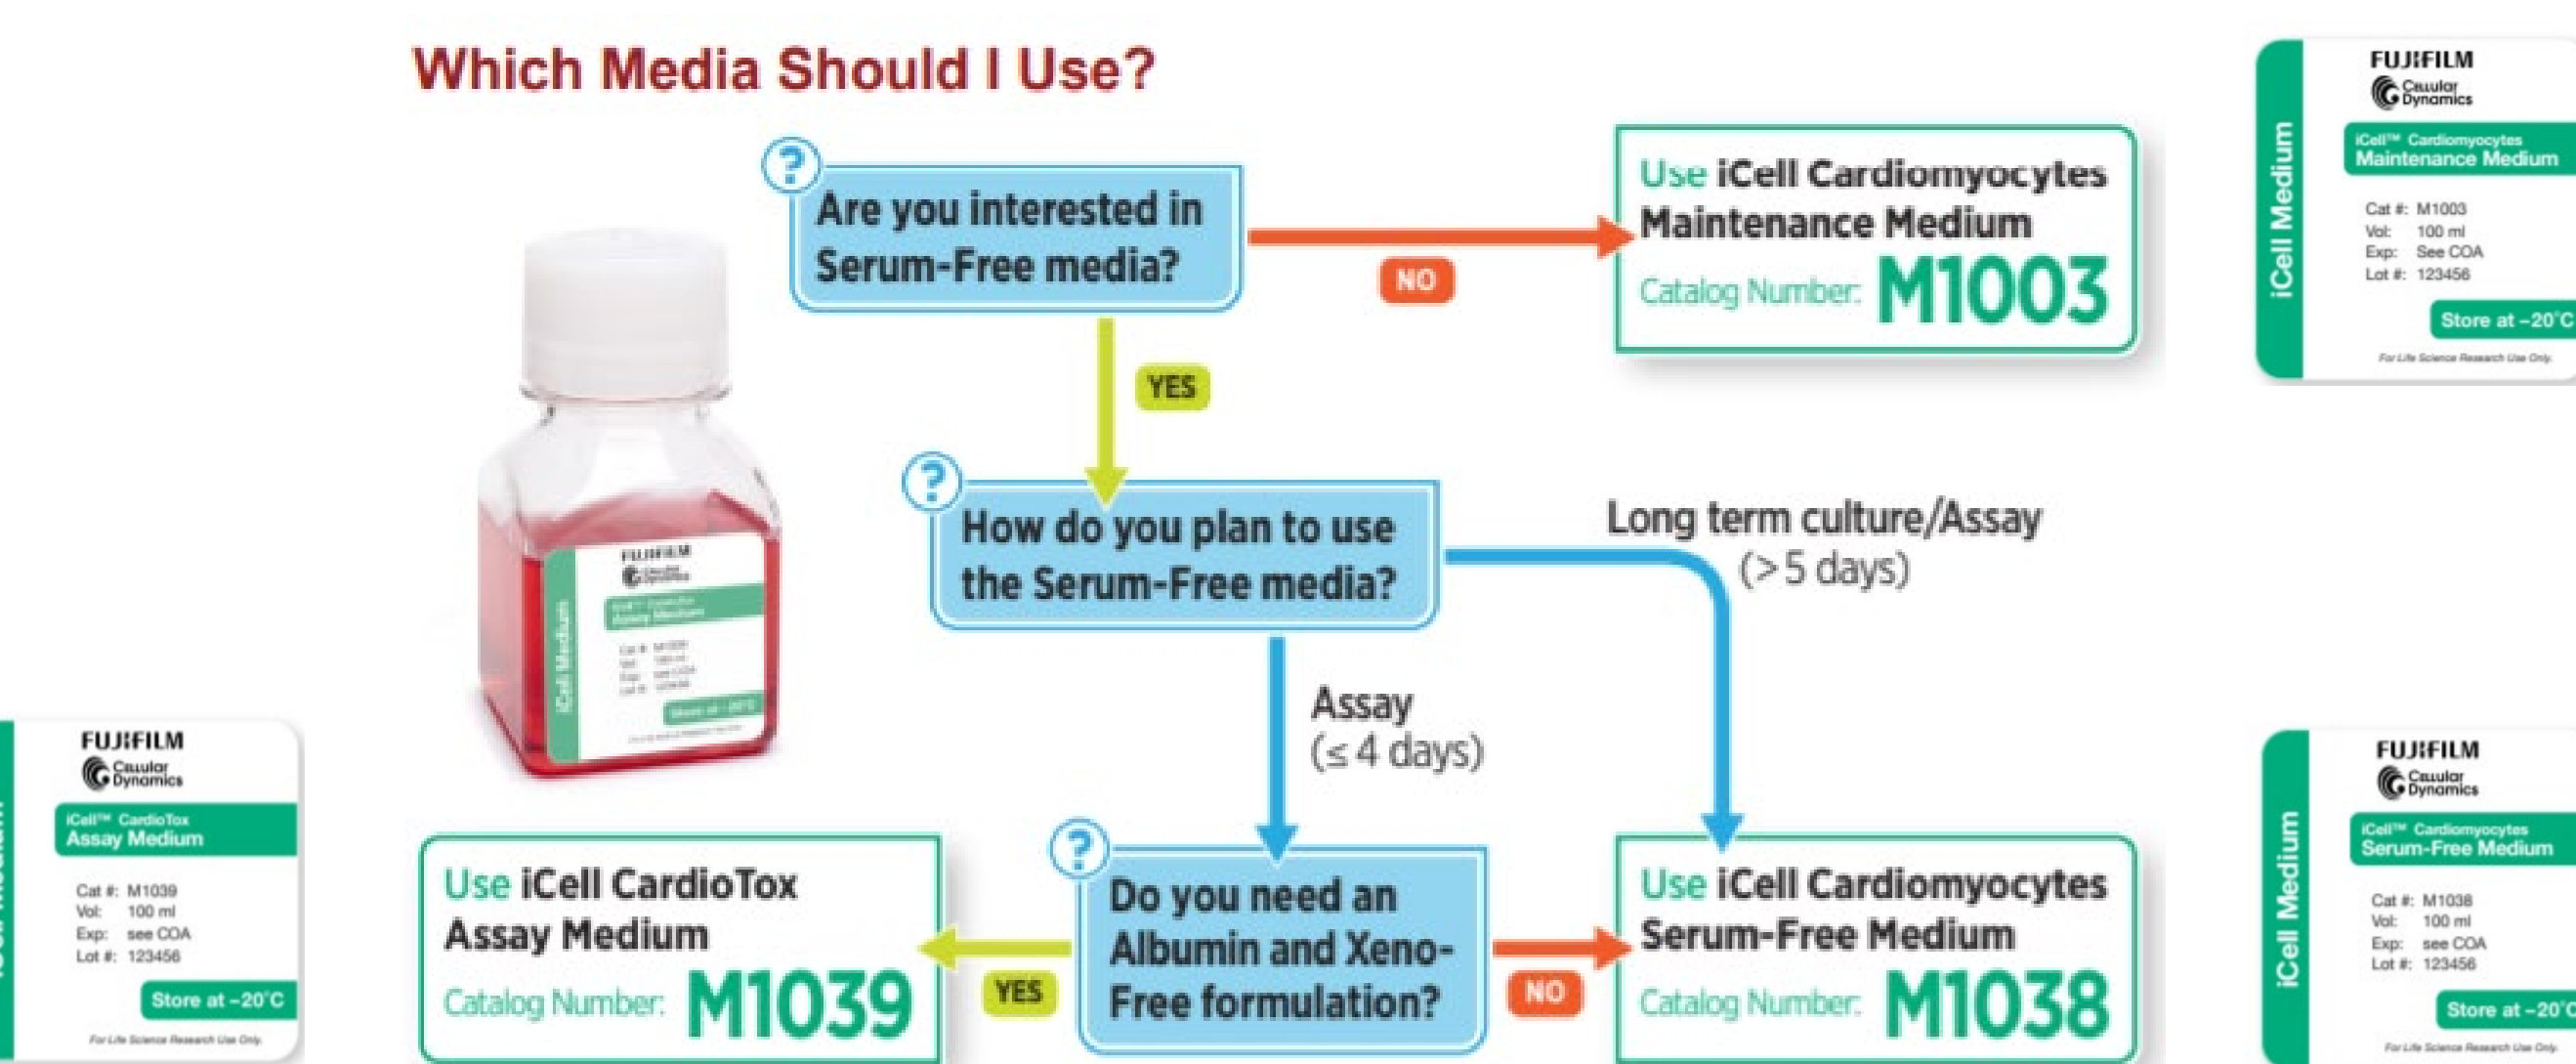 Which Media Should I Use?
?
Are you interested in
Serum-Free media?
NO
Use iCell Cardiomyocytes
Maintenance Medium
Catalog Number: M1003
YES
?
How do you plan to use
the Serum-Free media?
Long term culture/Assay
(> 5 days)
Assay
(≤ 4 days)
?
Do you need an
Albumin and Xeno-
Free formulation?
YES
Use iCell CardioTox
Assay Medium
Catalog Number: M1039
NO
Use iCell Cardiomyocytes
Serum-Free Medium
Catalog Number: M1038
FUJIFILM
Cellular
Dynamics
iCell Medium
iCell™ Cardiomyocytes
Maintenance Medium
Cat #: M1003
Vol: 100 ml
Exp: See COA
Lot #: 123456
Store at -20°C
For Life Science Research Use Only.
FUJIFILM
iCell Medium
Assay Medium
FUJIFILM
Cellular
Dynamics
iCell™ CardioTox
Assay Medium
Cat #: M1039
Vol: 100 ml
Exp: see COA
Lot #: 123456
Store at -20°C
For Life Science Research Use Only.
FUJIFILM
Cellular
Dynamics
iCell Medium
iCell™ Cardiomyocytes
Serum-Free Medium
Cat #: M1038
Vol: 100 ml
Exp: see COA
Lot #: 123456
Store at -20°C
For Life Science Research Use Only.